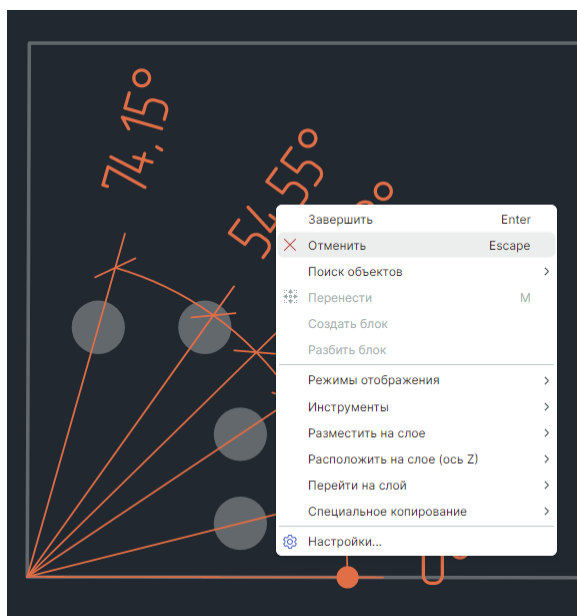 74,15°
54,55°
Завершить Enter
Отменить Escape
Поиск объектов
Перенести M
Создать блок
Разбить блок
Режимы отображения
Инструменты
Разместить на слое
Расположить на слое (ось Z)
Перейти на слой
Специальное копирование
Настройки...